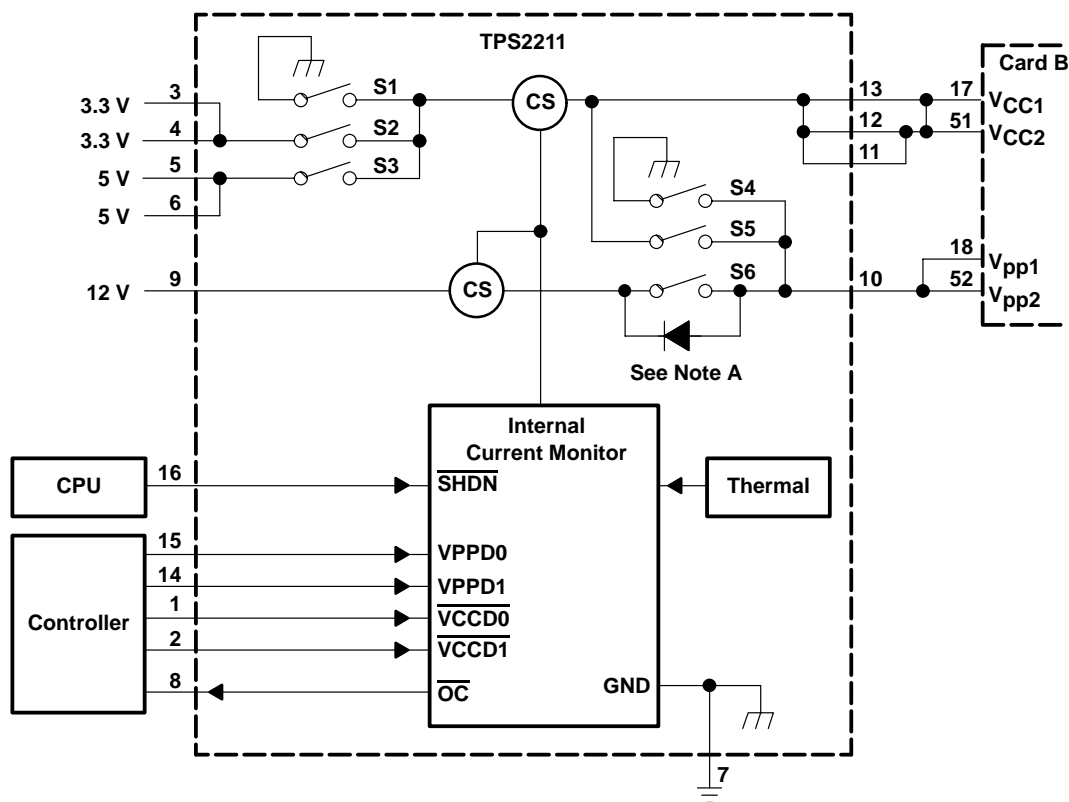 TPS2211
Card B
S1
CS
3
3.3 V
13
17
VCC1
S2
4
3.3 V
12
51
VCC2
S3
5
5 V
11
6
5 V
S4
S5
18
Vpp1
9
12 V
CS
S6
10
52
Vpp2
See Note A
Internal
Current Monitor
CPU
16
SHDN
Thermal
15
VPPD0
14
VPPD1
Controller
1
VCCD0
2
VCCD1
8
OC
GND
7